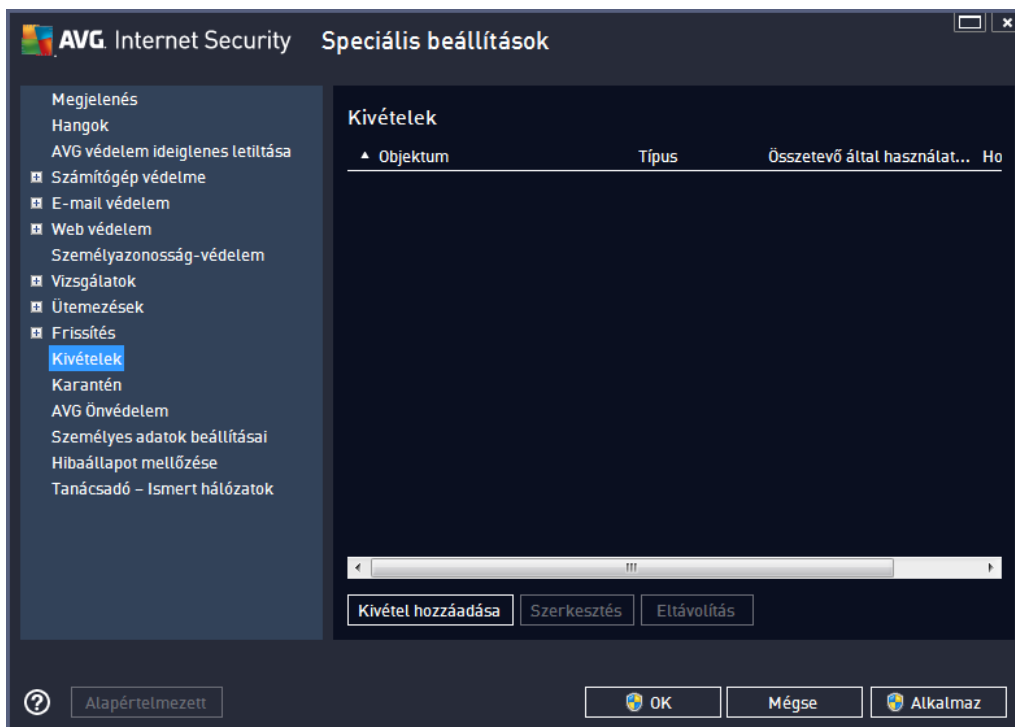 AVG. Internet Security Speciális beállítások
Megjelenés
Hangok
AVG védelem ideiglenes letiltása
Számítógép védelme
E-mail védelem
Web védelem
Személyazonosság-védelem
Vizsgálatok
Ütemezések
Frissítés
Kivételek
Karantén
AVG Önvédelem
Személyes adatok beállításai
Hibaállapot mellőzése
Tanácsadó – Ismert hálózatok
Kivételek
Objektum Típus Összetevő által használat... Ho
Kivétel hozzáadása Szerkesztés Eltávolítás
Alapértelmezett OK Mégse Alkalmaz